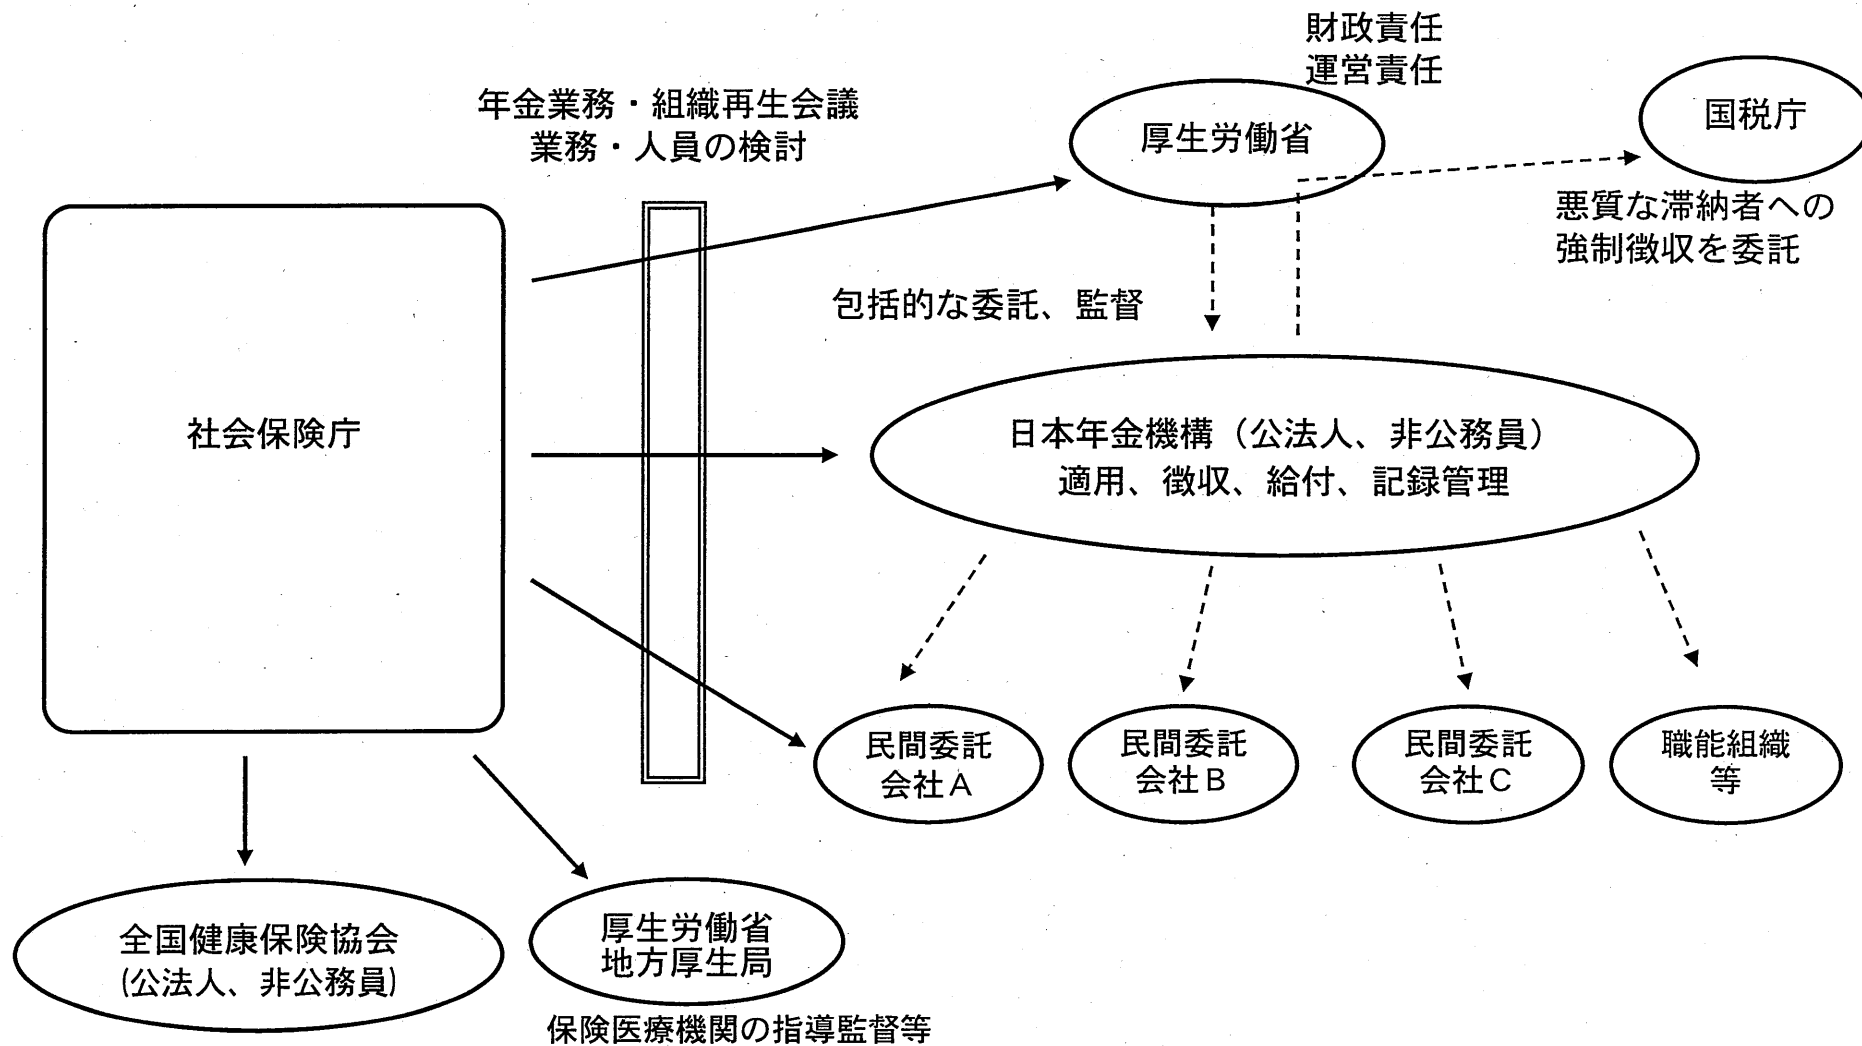 財政責任
運営責任
年金業務・組織再生会議
業務・人員の検討
厚生労働省
国税庁
悪質な滞納者への
強制徴収を委託
包括的な委託、監督
社会保険庁
日本年金機構（公法人、非公務員）
適用、徴収、給付、記録管理
民間委託
会社A
民間委託
会社B
民間委託
会社C
職能組織
等
全国健康保険協会
(公法人、非公務員)
厚生労働省
地方厚生局
保険医療機関の指導監督等